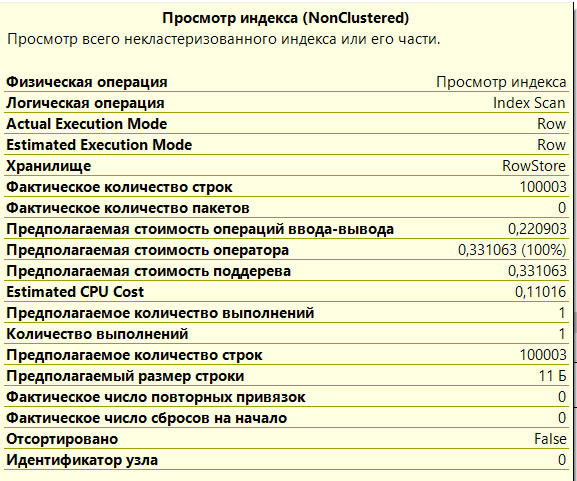 Просмотр индекса (NonClustered)
Просмотр всего некластеризованного индекса или его части.
Физическая операция Просмотр индекса
Логическая операция Index Scan
Actual Execution Mode Row
Estimated Execution Mode Row
Хранилище RowStore
Фактическое количество строк 100003
Фактическое количество пакетов 0
Предполагаемая стоимость операций ввода-вывода 0,220903
Предполагаемая стоимость оператора 0,331063 (100%)
Предполагаемая стоимость поддерева 0,331063
Estimated CPU Cost 0,11016
Предполагаемое количество выполнений 1
Количество выполнений 1
Предполагаемое количество строк 100003
Предполагаемый размер строки 11 Б
Фактическое число повторных привязок 0
Фактическое число сбросов на начало 0
Отсортировано False
Идентификатор узла 0